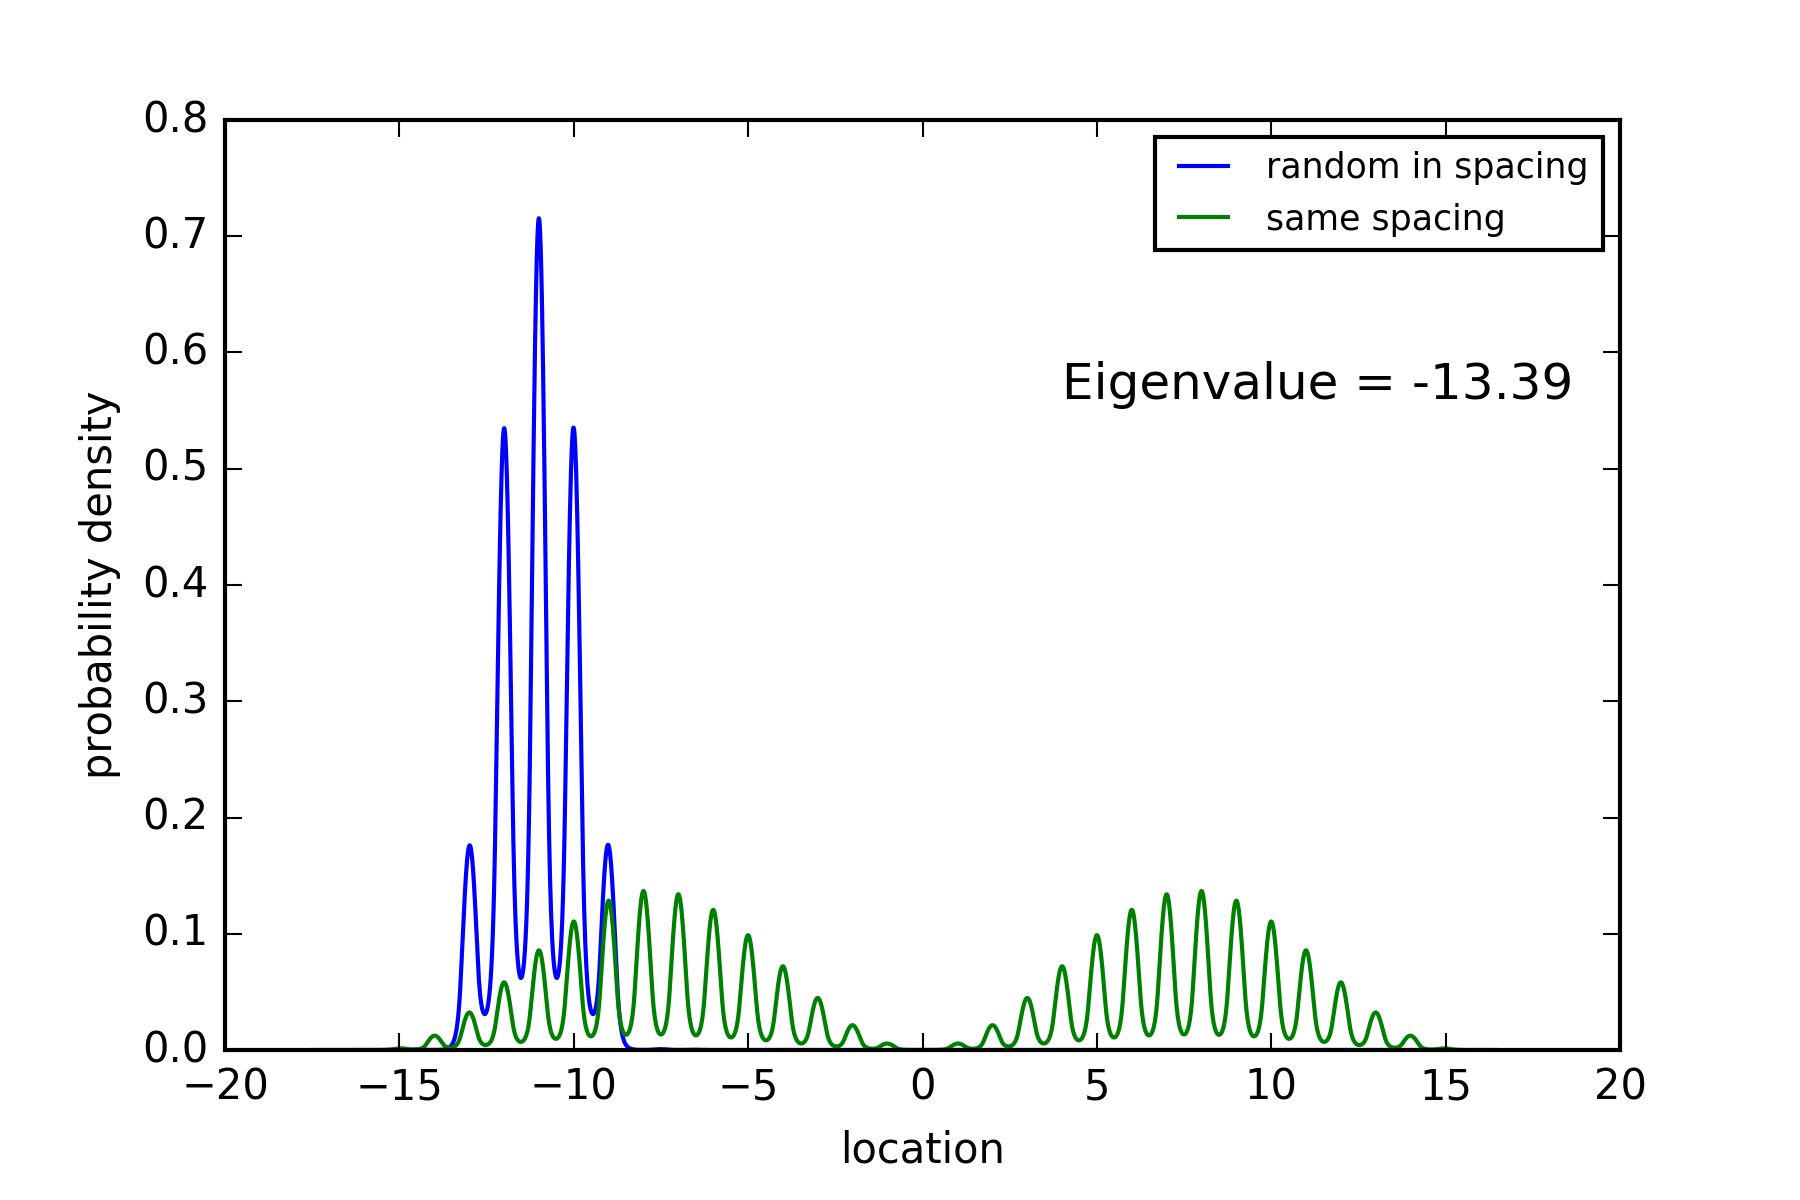 0.8
0.7
0.6
0.5
0.4
0.3
0.2
0.1
0.0
probability density
random in spacing
same spacing
Eigenvalue = -13.39
−20 −15 −10 −5 0 5 10 15 20
location